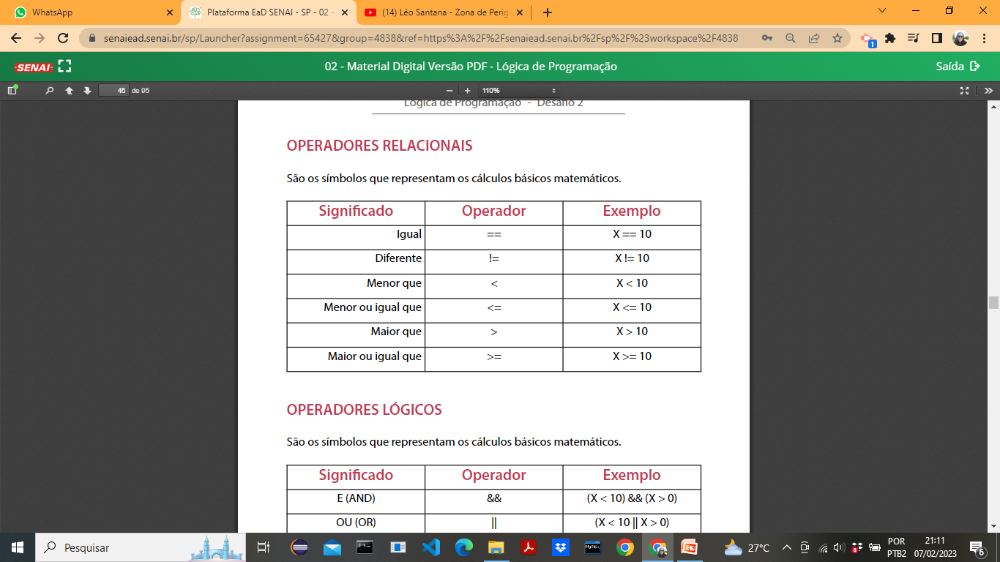 WhatsApp
Plataforma EaD SENAI - SP - 02 -
(14) Léo Santana - Zona de Perig
senaiead.senai.br/sp/Launcher?assignment=65427&group=4838&ref=https%3A%2F%2Fsenaiead.senai.br%2Fsp%2F%23workspace%2F4838
1
SENAI
02 - Material Digital Versão PDF - Lógica de Programação
Saída
45 de 95
110%
Lógica de Programação - Desafio 2
OPERADORES RELACIONAIS
São os símbolos que representam os cálculos básicos matemáticos.
Significado Operador Exemplo
Igual == X == 10
Diferente != X != 10
Menor que < X < 10
Menor ou igual que <= X <= 10
Maior que > X > 10
Maior ou igual que >= X >= 10
OPERADORES LÓGICOS
São os símbolos que representam os cálculos básicos matemáticos.
Significado Operador Exemplo
E (AND) && (X < 10) && (X > 0)
OU (OR) || (X < 10 || X > 0)
Pesquisar
27°C
POR
PTB2
21:11
07/02/2023
6